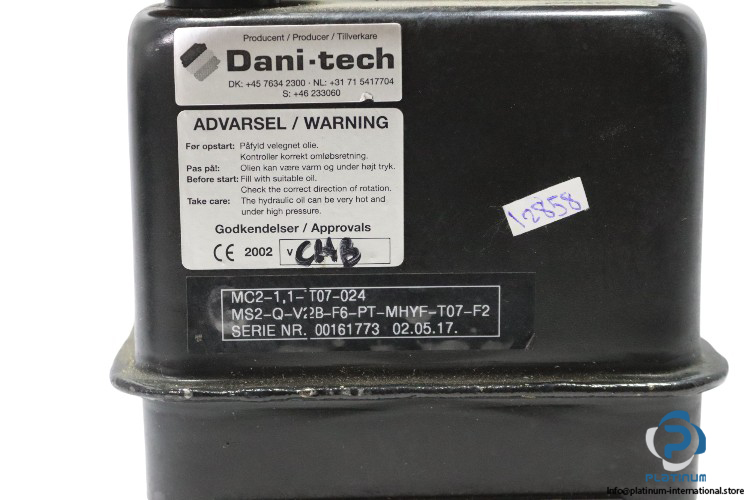 Producent / Producer / Tillverkare
Dani-tech
DK: +45 7634 2300 · NL: +31 71 5417704
S: +46 233060
ADVARSEL / WARNING
Før opstart: Påfyld velegnet olie.
Kontroller korrekt omløbsretning.
Pas på!: Olien kan være varm og under højt tryk.
Before start: Fill with suitable oil.
Check the correct direction of rotation.
Take care: The hydraulic oil can be very hot and
under high pressure.
Godkendelser / Approvals
CE 2002 V CHB
12858
MC2-1,1-T07-024
MS2-Q-V2B-F6-PT-MHYF-T07-F2
SERIE NR. 00161773 02.05.17.
PLATINUM
info@platinum-international.store